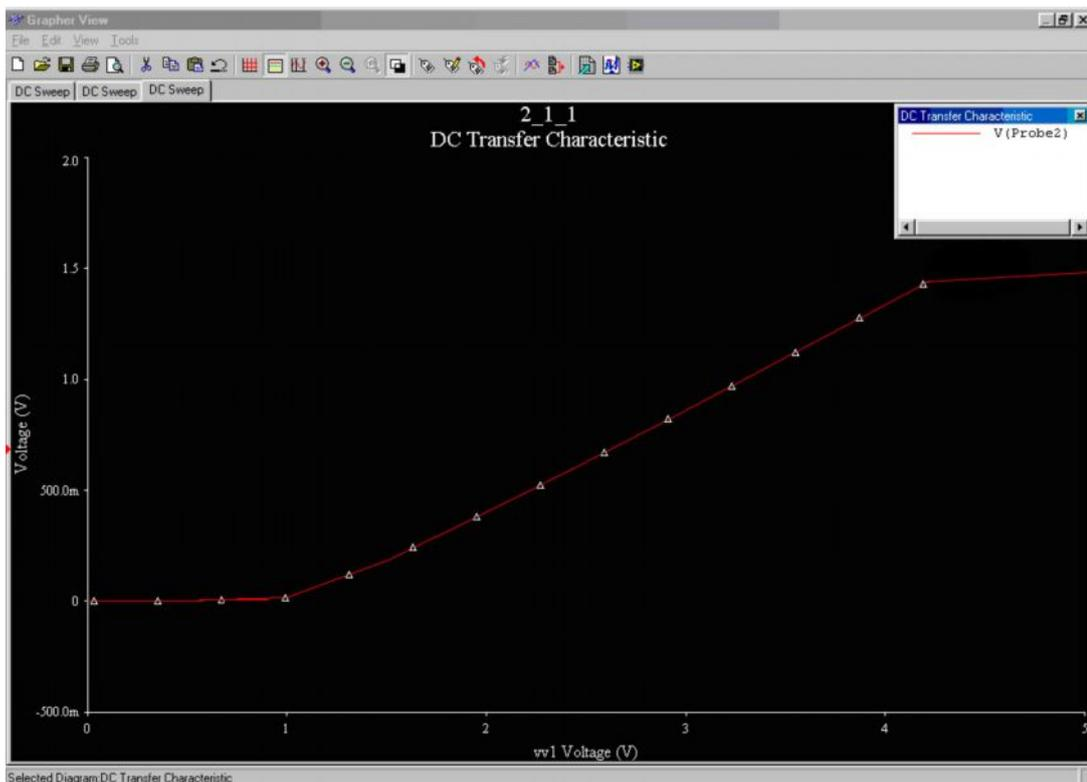 Grapher View
File Edit View Tools
DC Sweep DC Sweep DC Sweep
2_1_1
DC Transfer Characteristic
DC Transfer Characteristic
V(Probe2)
2.0
1.5
1.0
500.0m
0
-500.0m
Voltage (V)
0 1 2 3 4 5
vv1 Voltage (V)
Selected Diagram:DC Transfer Characteristic